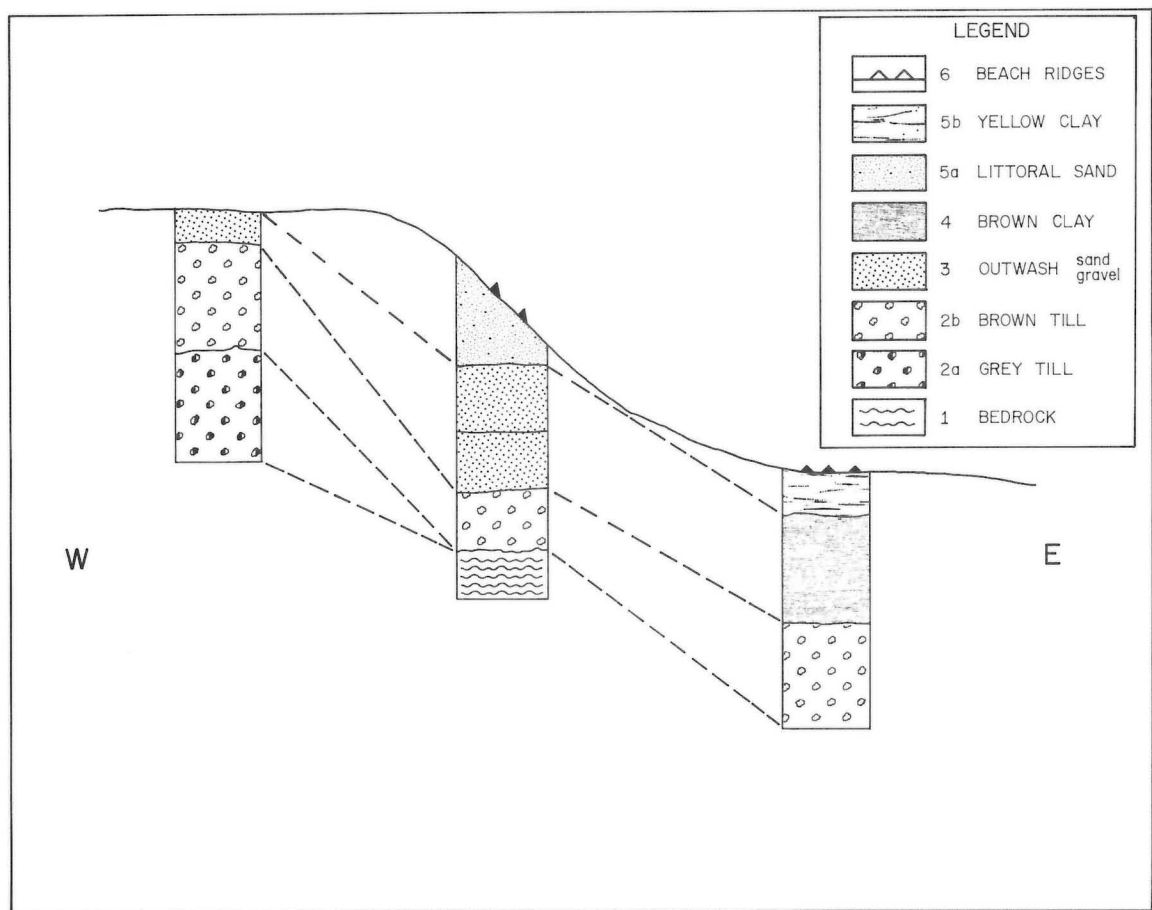 LEGEND
6 BEACH RIDGES
5b YELLOW CLAY
5a LITTORAL SAND
4 BROWN CLAY
3 OUTWASH sand
gravel
2b BROWN TILL
2a GREY TILL
1 BEDROCK
W
E